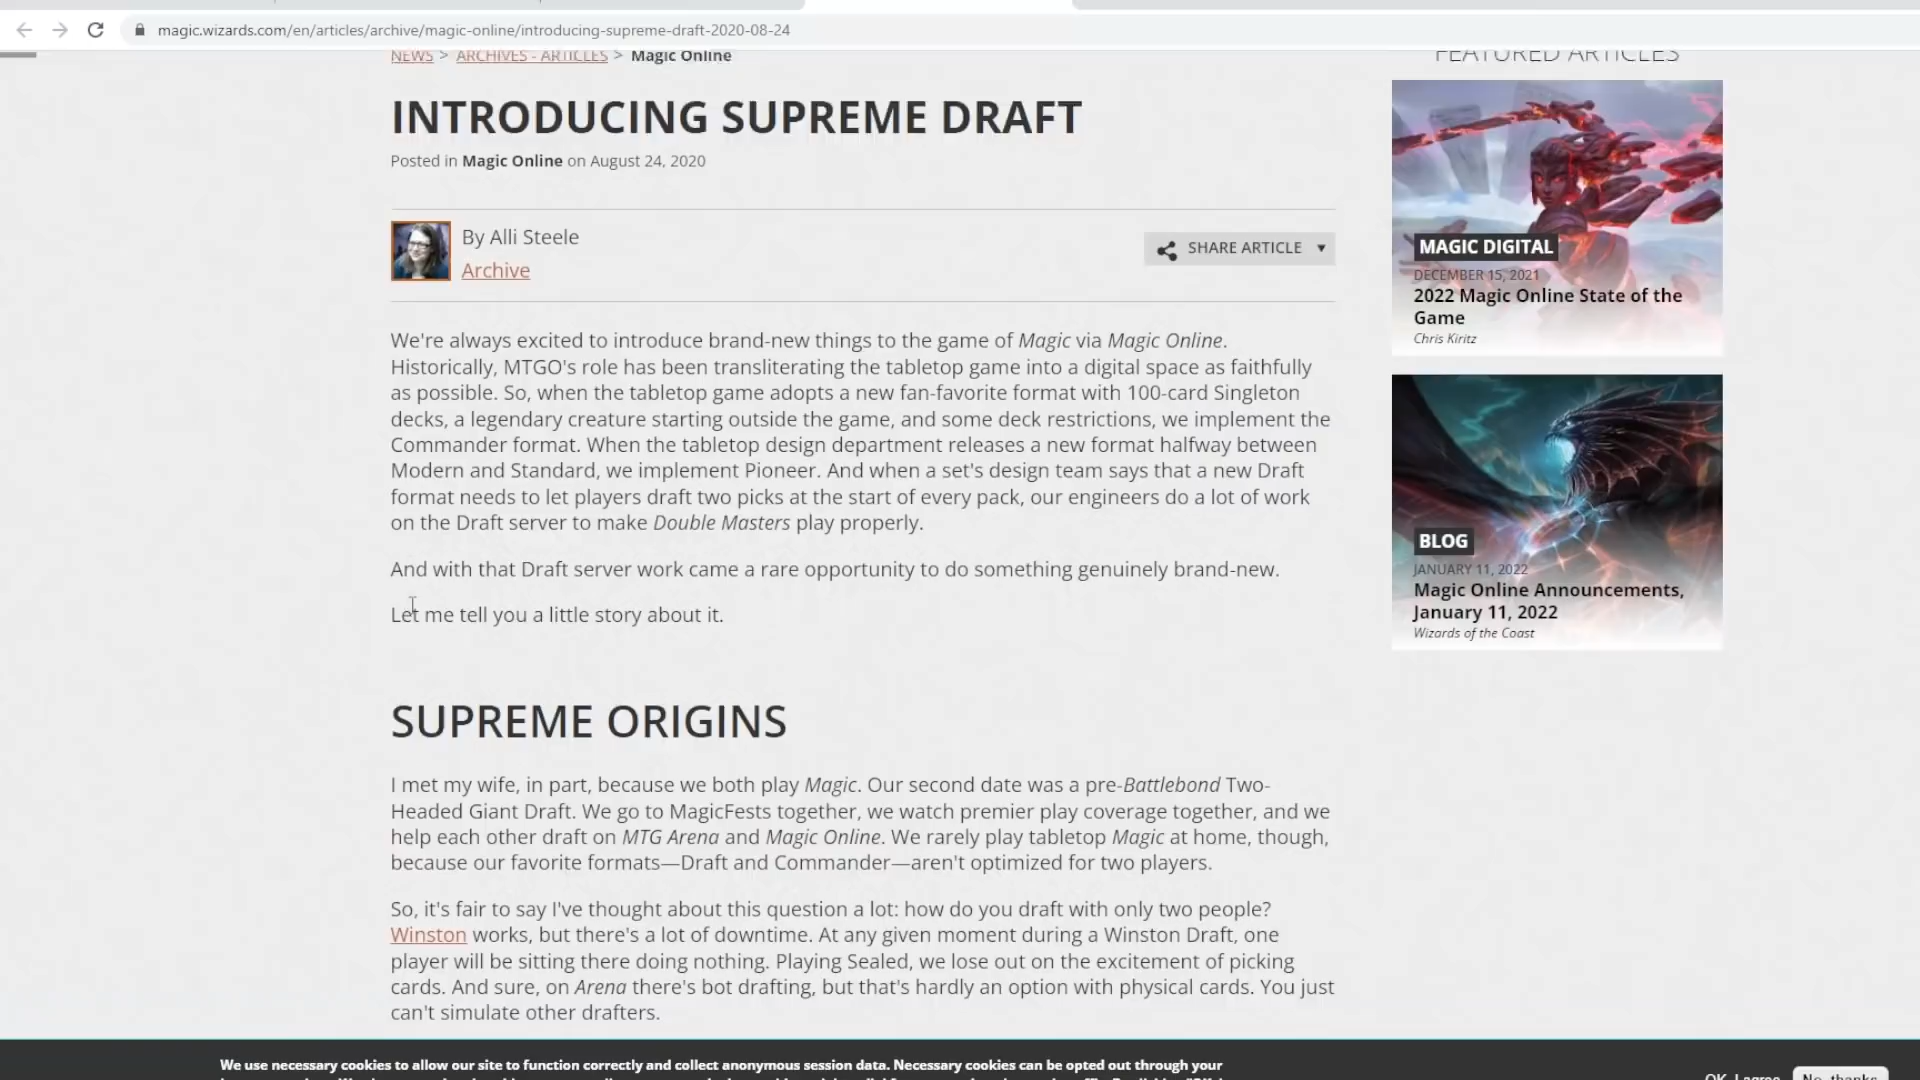 magic.wizards.com/en/articles/archive/magic-online/introducing-supreme-draft-2020-08-24
NEWS > ARCHIVES - ARTICLES > Magic Online
INTRODUCING SUPREME DRAFT
Posted in Magic Online on August 24, 2020
By Alli Steele
Archive
SHARE ARTICLE
We're always excited to introduce brand-new things to the game of Magic via Magic Online.
Historically, MTGO's role has been transliterating the tabletop game into a digital space as faithfully
as possible. So, when the tabletop game adopts a new fan-favorite format with 100-card Singleton
decks, a legendary creature starting outside the game, and some deck restrictions, we implement the
Commander format. When the tabletop design department releases a new format halfway between
Modern and Standard, we implement Pioneer. And when a set's design team says that a new Draft
format needs to let players draft two picks at the start of every pack, our engineers do a lot of work
on the Draft server to make Double Masters play properly.
And with that Draft server work came a rare opportunity to do something genuinely brand-new.
Let me tell you a little story about it.
SUPREME ORIGINS
I met my wife, in part, because we both play Magic. Our second date was a pre-Battlebond Two-
Headed Giant Draft. We go to MagicFests together, we watch premier play coverage together, and we
help each other draft on MTG Arena and Magic Online. We rarely play tabletop Magic at home, though,
because our favorite formats—Draft and Commander—aren't optimized for two players.
So, it's fair to say I've thought about this question a lot: how do you draft with only two people?
Winston works, but there's a lot of downtime. At any given moment during a Winston Draft, one
player will be sitting there doing nothing. Playing Sealed, we lose out on the excitement of picking
cards. And sure, on Arena there's bot drafting, but that's hardly an option with physical cards. You just
can't simulate other drafters.
FEATURED ARTICLES
MAGIC DIGITAL
DECEMBER 15, 2021
2022 Magic Online State of the
Game
Chris Kiritz
BLOG
JANUARY 11, 2022
Magic Online Announcements,
January 11, 2022
Wizards of the Coast
We use necessary cookies to allow our site to function correctly and collect anonymous session data. Necessary cookies can be opted out through your
OK, I agree
No, thanks